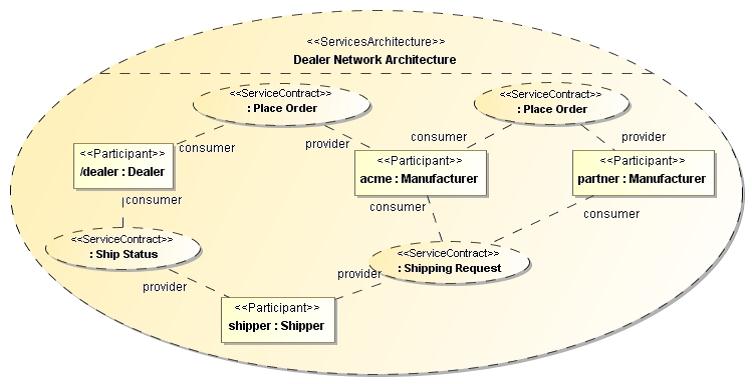 <<ServicesArchitecture>>
Dealer Network Architecture
<<ServiceContract>>
: Place Order
<<ServiceContract>>
: Place Order
consumer
provider
consumer
provider
<<Participant>>
/dealer : Dealer
<<Participant>>
acme : Manufacturer
<<Participant>>
partner : Manufacturer
consumer
consumer
consumer
<<ServiceContract>>
: Ship Status
<<ServiceContract>>
: Shipping Request
provider
provider
<<Participant>>
shipper : Shipper